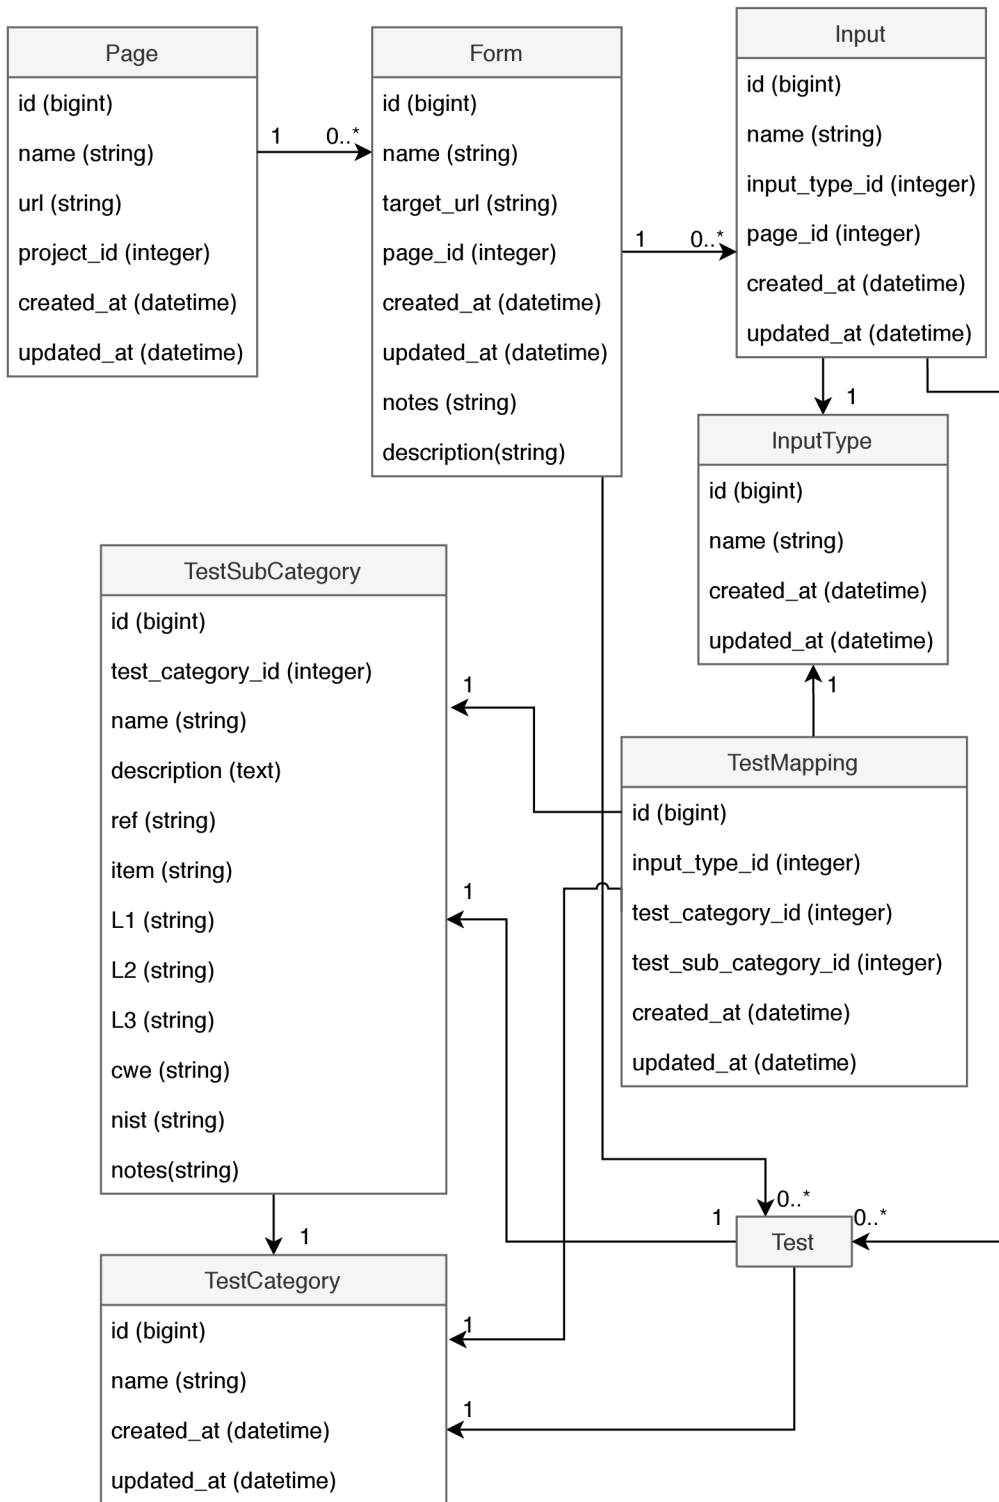 Page
id (bigint)
name (string)
url (string)
project_id (integer)
created_at (datetime)
updated_at (datetime)
1
0..*
Form
id (bigint)
name (string)
target_url (string)
page_id (integer)
created_at (datetime)
updated_at (datetime)
notes (string)
description(string)
1
0..*
Input
id (bigint)
name (string)
input_type_id (integer)
page_id (integer)
created_at (datetime)
updated_at (datetime)
1
InputType
id (bigint)
name (string)
created_at (datetime)
updated_at (datetime)
1
TestSubCategory
id (bigint)
test_category_id (integer)
name (string)
description (text)
ref (string)
item (string)
L1 (string)
L2 (string)
L3 (string)
cwe (string)
nist (string)
notes(string)
1
1
TestMapping
id (bigint)
input_type_id (integer)
test_category_id (integer)
test_sub_category_id (integer)
created_at (datetime)
updated_at (datetime)
1
0..*
0..*
Test
1
TestCategory
id (bigint)
name (string)
created_at (datetime)
updated_at (datetime)
1
1